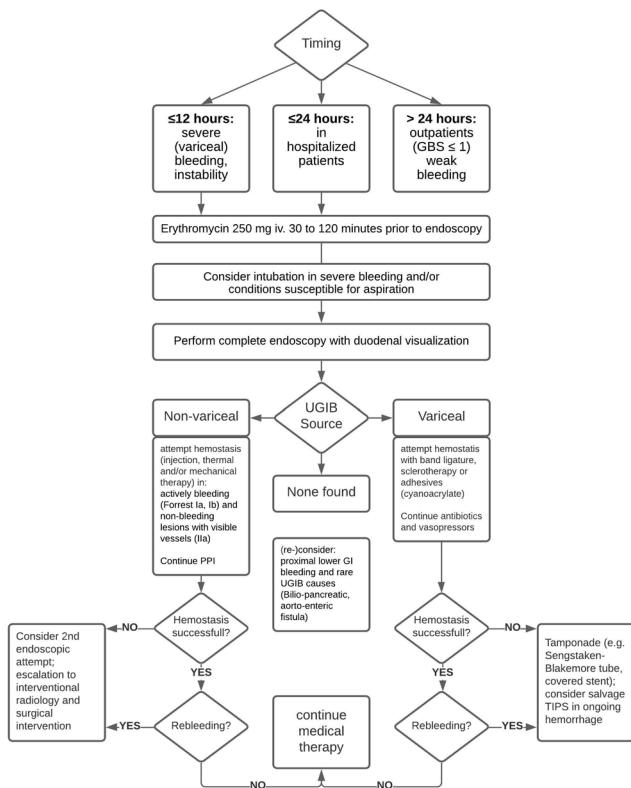 Timing
≤12 hours:
severe
(variceal)
bleeding,
instability
≤24 hours:
in
hospitalized
patients
> 24 hours:
outpatients
(GBS ≤ 1)
weak
bleeding
Erythromycin 250 mg iv. 30 to 120 minutes prior to endoscopy
Consider intubation in severe bleeding and/or
conditions susceptible for aspiration
Perform complete endoscopy with duodenal visualization
UGIB
Source
Non-variceal
attempt hemostasis
(injection, thermal
and/or mechanical
therapy) in:
actively bleeding
(Forrest Ia, Ib) and
non-bleeding
lesions with visible
vessels (IIa)
Continue PPI
None found
(re-)consider:
proximal lower GI
bleeding and rare
UGIB causes
(Bilio-pancreatic,
aorto-enteric
fistula)
Variceal
attempt hemostatis
with band ligature,
sclerotherapy or
adhesives
(cyanoacrylate)
Continue antibiotics
and vasopressors
Hemostasis
successfull?
NO
Consider 2nd
endoscopic
attempt;
escalation to
interventional
radiology and
surgical
intervention
YES
Rebleeding?
YES
NO
continue
medical
therapy
Hemostasis
successfull?
NO
Tamponade (e.g.
Sengstaken-
Blakemore tube,
covered stent);
consider salvage
TIPS in ongoing
hemorrhage
YES
Rebleeding?
YES
NO